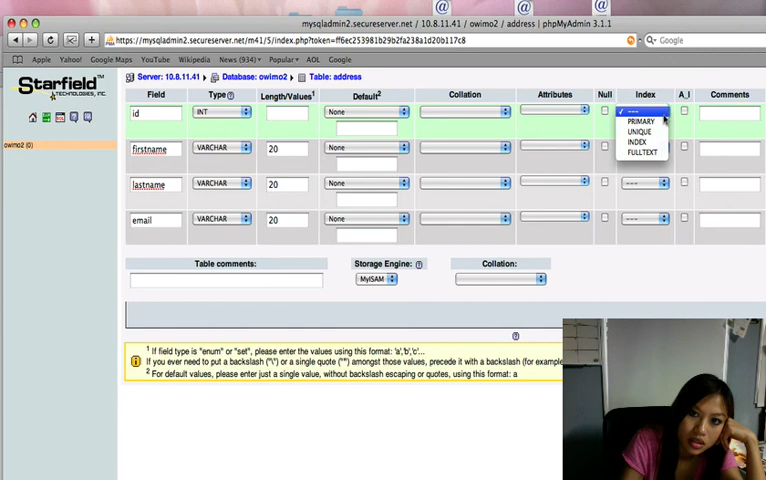 @ @ @
mysqladmin2.secureserver.net / 10.8.11.41 / owimo2 / address | phpMyAdmin 3.1.1
https://mysqladmin2.secureserver.net/m41/5/index.php?token=ff6ec253981b29b2fa238a1d20b117c8
Google
Apple Yahoo! Google Maps YouTube Wikipedia News (934) Popular AOL Google
Starfield TECHNOLOGIES, INC.
Server: 10.8.11.41 Database: owimo2 Table: address
Field Type Length/Values1 Default2 Collation Attributes Null Index A_I Comments
id INT None ---
PRIMARY
UNIQUE
INDEX
FULLTEXT
owimo2 (0)
firstname VARCHAR 20 None
lastname VARCHAR 20 None ---
email VARCHAR 20 None ---
Table comments: Storage Engine: Collation:
MyISAM
1 If field type is "enum" or "set", please enter the values using this format: 'a','b','c'...
If you ever need to put a backslash ("\") or a single quote ("'") amongst those values, precede it with a backslash (for example
2 For default values, please enter just a single value, without backslash escaping or quotes, using this format: a